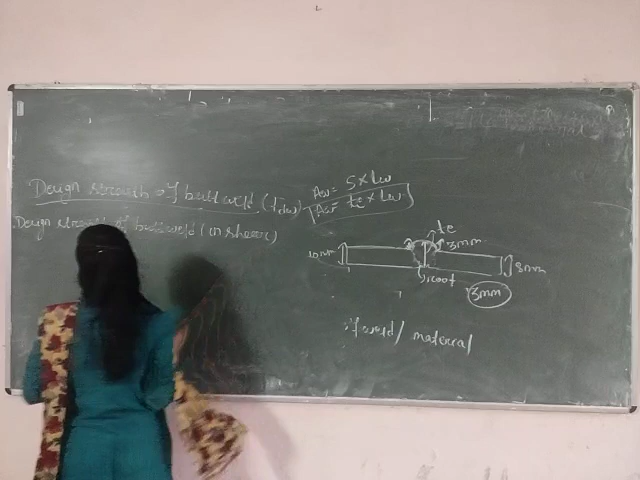 Design strength of butt weld (tdw)
Aw = S × Lw
Aw = te × Lw
Design strength of butt weld (in shear)
te
3mm
10mm
8mm
root
3mm
of weld / material